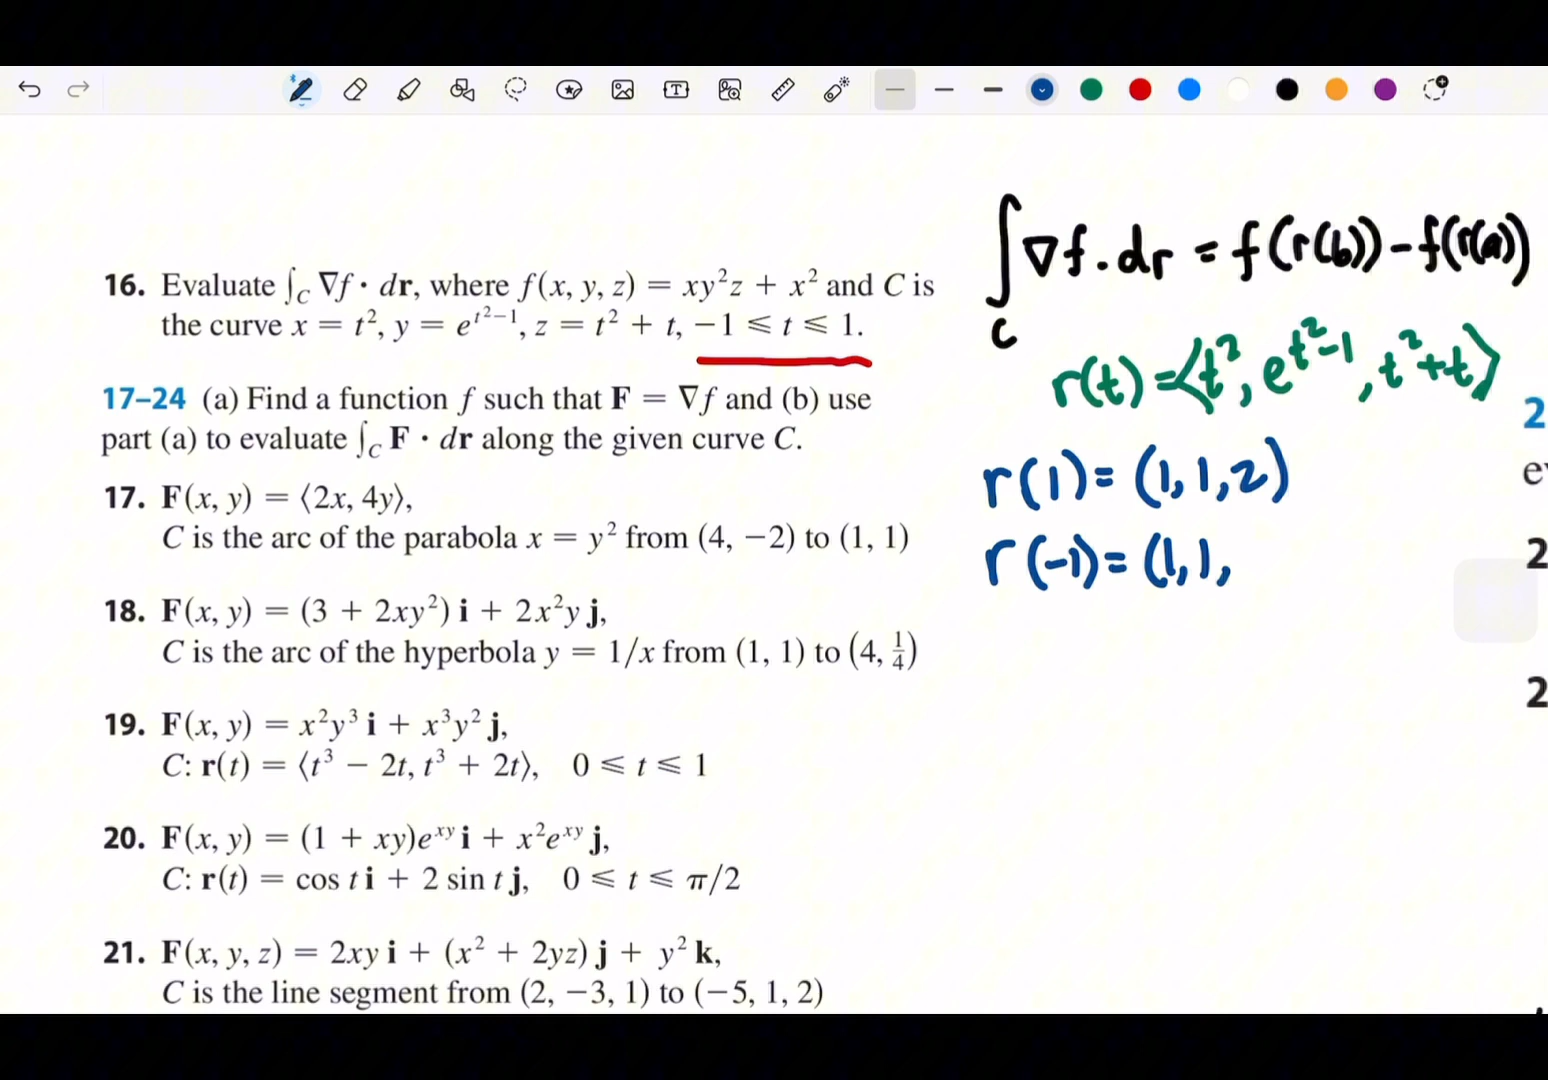 16. Evaluate ∫_C ∇f · dr, where f(x, y, z) = xy²z + x² and C is
the curve x = t², y = e^{t²−1}, z = t² + t, −1 ⩽ t ⩽ 1.
17–24 (a) Find a function f such that F = ∇f and (b) use
part (a) to evaluate ∫_C F · dr along the given curve C.
17. F(x, y) = ⟨2x, 4y⟩,
C is the arc of the parabola x = y² from (4, −2) to (1, 1)
18. F(x, y) = (3 + 2xy²) i + 2x²y j,
C is the arc of the hyperbola y = 1/x from (1, 1) to (4, 1/4)
19. F(x, y) = x²y³ i + x³y² j,
C: r(t) = ⟨t³ − 2t, t³ + 2t⟩, 0 ⩽ t ⩽ 1
20. F(x, y) = (1 + xy)e^{xy} i + x²e^{xy} j,
C: r(t) = cos t i + 2 sin t j, 0 ⩽ t ⩽ π/2
21. F(x, y, z) = 2xy i + (x² + 2yz) j + y² k,
C is the line segment from (2, −3, 1) to (−5, 1, 2)
∫_C ∇f · dr = f(r(b)) − f(r(a))
r(t) = ⟨t², e^{t²−1}, t²+t⟩
r(1) = (1, 1, 2)
r(−1) = (1, 1,
2
2
2